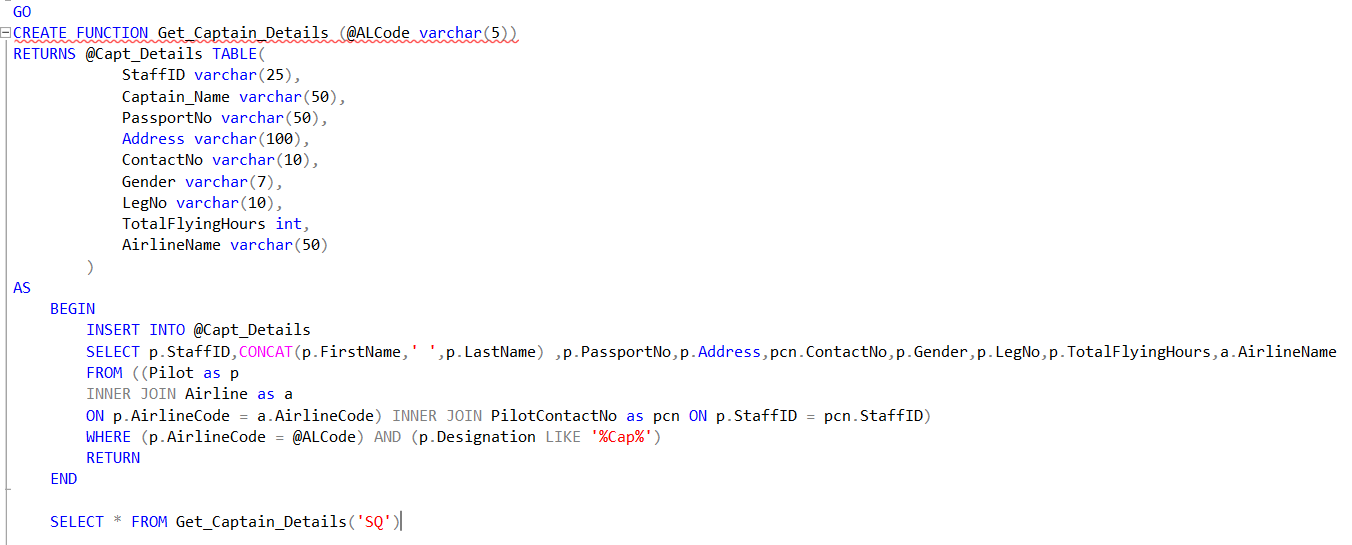 GO
CREATE FUNCTION Get_Captain_Details (@ALCode varchar(5))
RETURNS @Capt_Details TABLE(
StaffID varchar(25),
Captain_Name varchar(50),
PassportNo varchar(50),
Address varchar(100),
ContactNo varchar(10),
Gender varchar(7),
LegNo varchar(10),
TotalFlyingHours int,
AirlineName varchar(50)
)
AS
BEGIN
INSERT INTO @Capt_Details
SELECT p.StaffID,CONCAT(p.FirstName,' ',p.LastName) ,p.PassportNo,p.Address,pcn.ContactNo,p.Gender,p.LegNo,p.TotalFlyingHours,a.AirlineName
FROM ((Pilot as p
INNER JOIN Airline as a
ON p.AirlineCode = a.AirlineCode) INNER JOIN PilotContactNo as pcn ON p.StaffID = pcn.StaffID)
WHERE (p.AirlineCode = @ALCode) AND (p.Designation LIKE '%Cap%')
RETURN
END
SELECT * FROM Get_Captain_Details('SQ')